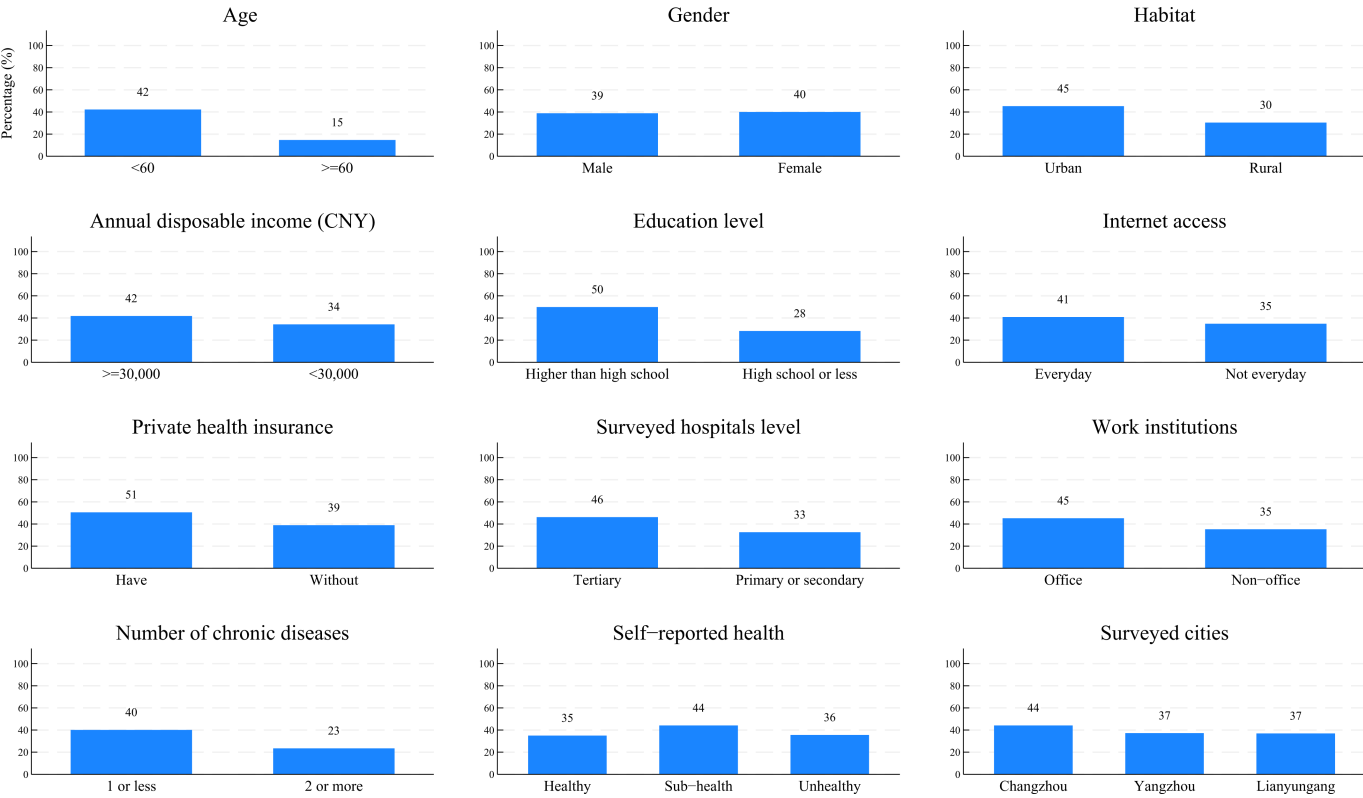 Age
Gender
Habitat
Percentage (%)
100
80
60
40
20
0
42
15
<60
>=60
100
80
60
40
20
0
39
40
Male
Female
100
80
60
40
20
0
45
30
Urban
Rural
Annual disposable income (CNY)
Education level
Internet access
100
80
60
40
20
0
42
34
>=30,000
<30,000
100
80
60
40
20
0
50
28
Higher than high school
High school or less
100
80
60
40
20
0
41
35
Everyday
Not everyday
Private health insurance
Surveyed hospitals level
Work institutions
100
80
60
40
20
0
51
39
Have
Without
100
80
60
40
20
0
46
33
Tertiary
Primary or secondary
100
80
60
40
20
0
45
35
Office
Non−office
Number of chronic diseases
Self−reported health
Surveyed cities
100
80
60
40
20
0
40
23
1 or less
2 or more
100
80
60
40
20
0
35
44
36
Healthy
Sub−health
Unhealthy
100
80
60
40
20
0
44
37
37
Changzhou
Yangzhou
Lianyungang